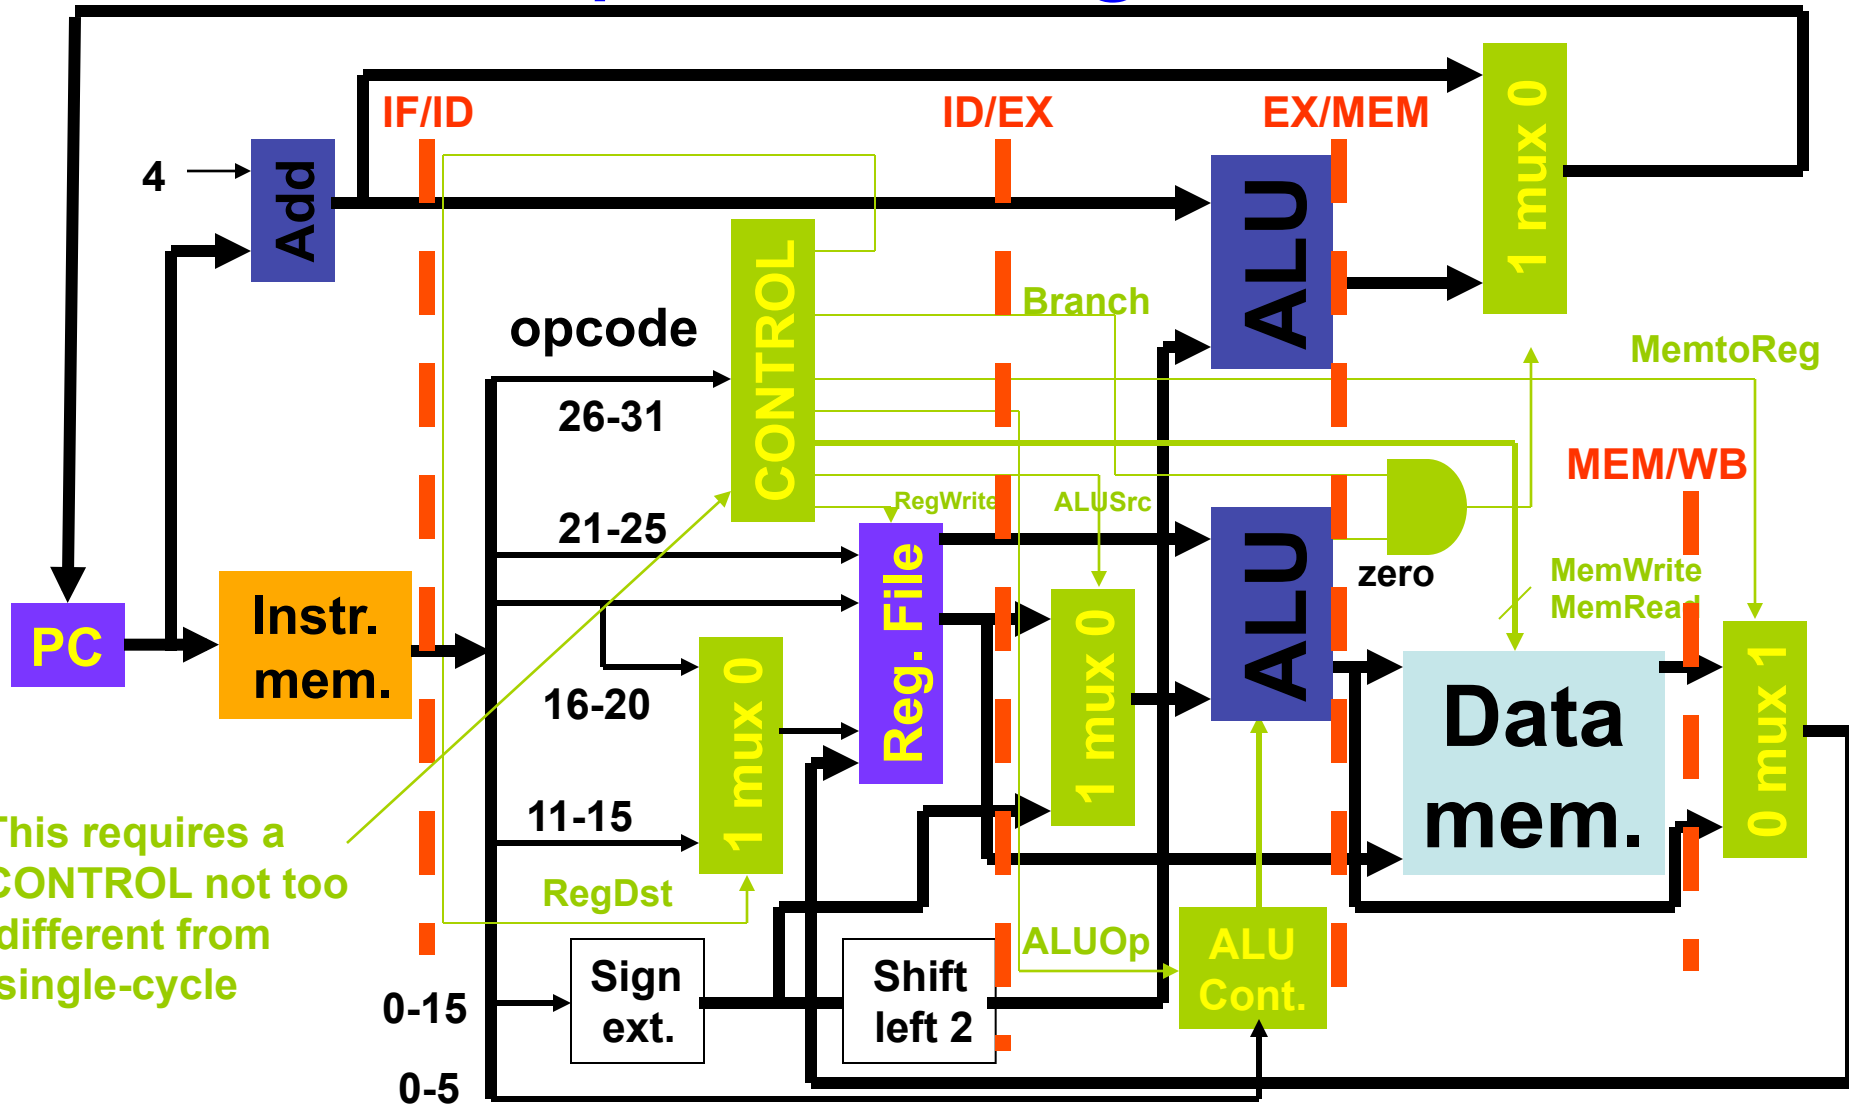 IF/ID
ID/EX
EX/MEM
4
Add
ALU
1 mux 0
Branch
opcode
CONTROL
MemtoReg
26-31
MEM/WB
RegWrite
ALUSrc
21-25
zero
MemWrite
MemRead
PC
Instr.
mem.
Reg. File
1 mux 0
ALU
16-20
1 mux 0
Data
mem.
0 mux 1
11-15
This requires a
CONTROL not too
different from
single-cycle
RegDst
ALUOp
ALU
Cont.
Sign
ext.
Shift
left 2
0-15
0-5